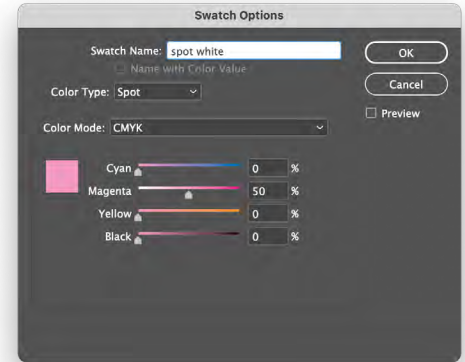 Swatch Options
Swatch Name: spot white
Name with Color Value
Color Type: Spot
Color Mode: CMYK
Cyan 0 %
Magenta 50 %
Yellow 0 %
Black 0 %
OK
Cancel
Preview